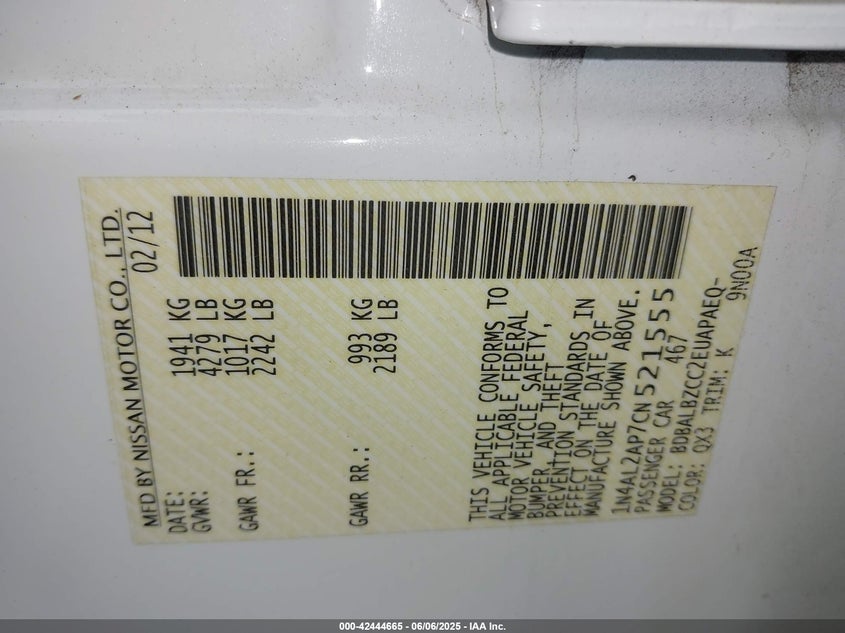 MFD BY NISSAN MOTOR CO., LTD.
DATE: 02/12
GVWR: 1941 KG
4279 LB
GAWR FR.: 1017 KG
2242 LB
GAWR RR.: 993 KG
2189 LB
THIS VEHICLE CONFORMS TO
ALL APPLICABLE FEDERAL
MOTOR VEHICLE SAFETY,
BUMPER, AND THEFT
PREVENTION STANDARDS IN
EFFECT ON THE DATE OF
MANUFACTURE SHOWN ABOVE.
1N4AL2AP7CN521555
PASSENGER CAR 467
MODEL: BDBALBZCC2EUAPAEQ-
COLOR: QX3 TRIM: K 9N00A
000-42444665 - 06/06/2025 - IAA Inc.